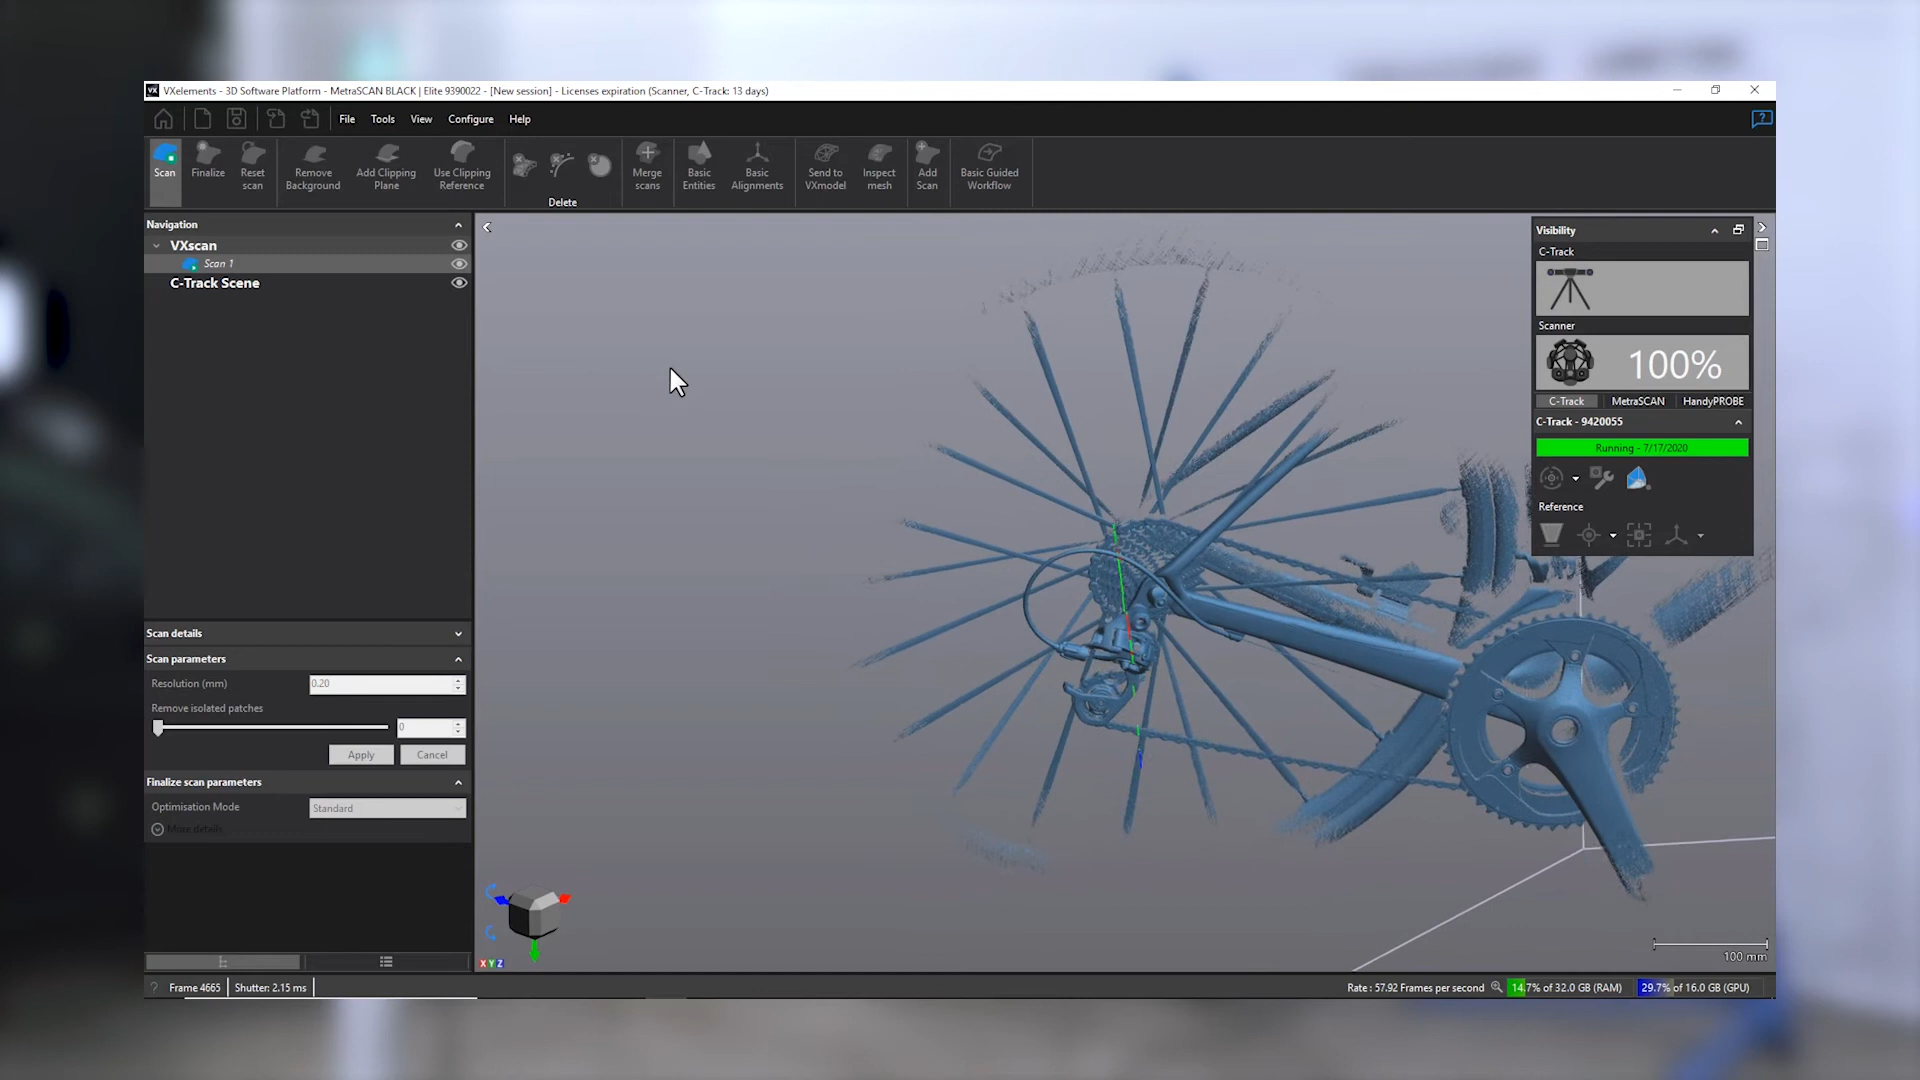 VXelements - 3D Software Platform - MetraSCAN BLACK | Elite 9390022 - [New session] - Licenses expiration (Scanner, C-Track: 13 days)
File Tools View Configure Help
Scan
Finalize
Reset
scan
Remove
Background
Add Clipping
Plane
Use Clipping
Reference
Delete
Merge
scans
Basic
Entities
Basic
Alignments
Send to
VXmodel
Inspect
mesh
Add
Scan
Basic Guided
Workflow
Navigation
VXscan
Scan 1
C-Track Scene
Scan details
Scan parameters
Resolution (mm) 0.20
Remove isolated patches
0
Apply Cancel
Finalize scan parameters
Optimisation Mode Standard
More details
Visibility
C-Track
Scanner
100%
C-Track MetraSCAN HandyPROBE
C-Track - 9420055
Running - 7/17/2020
Reference
X Y Z
100 mm
? Frame 4665 Shutter: 2.15 ms
Rate : 57.92 Frames per second 14.7% of 32.0 GB (RAM) 29.7% of 16.0 GB (GPU)